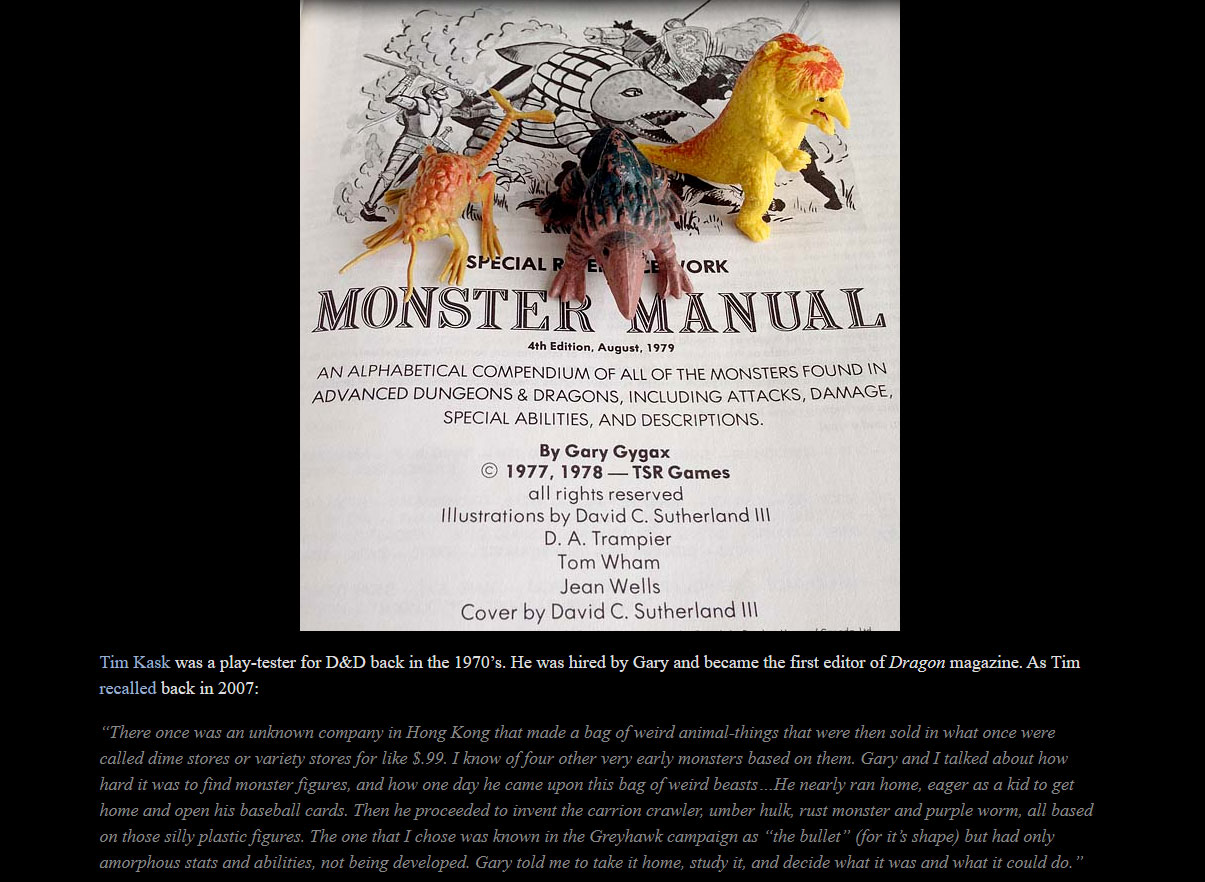 SPECIAL R E CE WORK
MONSTER MANUAL
4th Edition, August, 1979
AN ALPHABETICAL COMPENDIUM OF ALL OF THE MONSTERS FOUND IN
ADVANCED DUNGEONS & DRAGONS, INCLUDING ATTACKS, DAMAGE,
SPECIAL ABILITIES, AND DESCRIPTIONS.
By Gary Gygax
© 1977, 1978 — TSR Games
all rights reserved
Illustrations by David C. Sutherland III
D. A. Trampier
Tom Wham
Jean Wells
Cover by David C. Sutherland III
Tim Kask was a play-tester for D&D back in the 1970’s. He was hired by Gary and became the first editor of Dragon magazine. As Tim
recalled back in 2007:
“There once was an unknown company in Hong Kong that made a bag of weird animal-things that were then sold in what once were
called dime stores or variety stores for like $.99. I know of four other very early monsters based on them. Gary and I talked about how
hard it was to find monster figures, and how one day he came upon this bag of weird beasts…He nearly ran home, eager as a kid to get
home and open his baseball cards. Then he proceeded to invent the carrion crawler, umber hulk, rust monster and purple worm, all based
on those silly plastic figures. The one that I chose was known in the Greyhawk campaign as “the bullet” (for it’s shape) but had only
amorphous stats and abilities, not being developed. Gary told me to take it home, study it, and decide what it was and what it could do.”